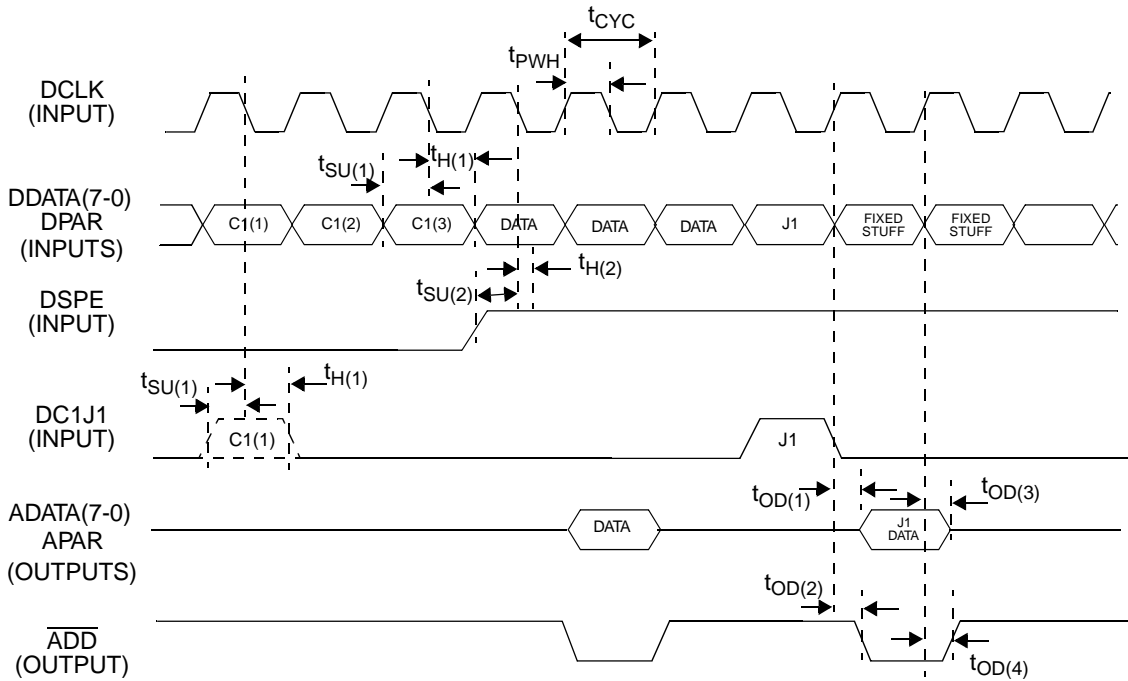 tCYC
tPWH
DCLK
(INPUT)
tSU(1)
tH(1)
DDATA(7-0)
DPAR
(INPUTS)
C1(1)
C1(2)
C1(3)
DATA
DATA
DATA
J1
FIXED
STUFF
FIXED
STUFF
tH(2)
tSU(2)
DSPE
(INPUT)
tSU(1)
tH(1)
DC1J1
(INPUT)
C1(1)
J1
tOD(1)
tOD(3)
ADATA(7-0)
APAR
(OUTPUTS)
DATA
J1
DATA
tOD(2)
ADD
(OUTPUT)
tOD(4)